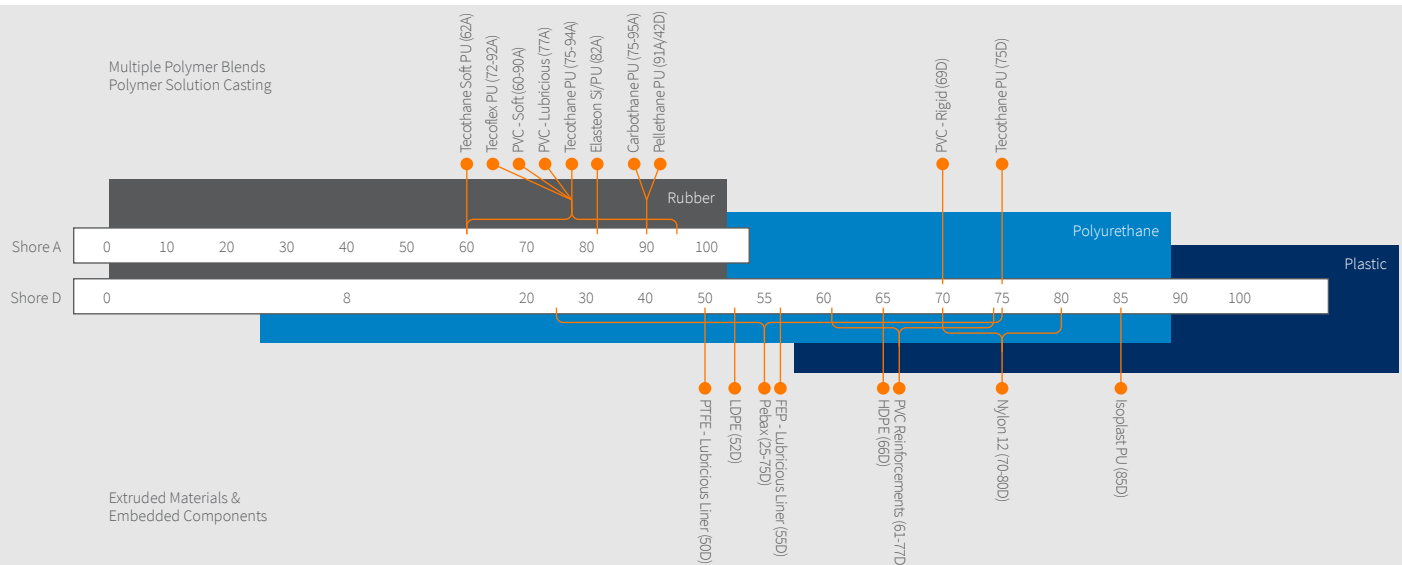 Multiple Polymer Blends
Polymer Solution Casting
Tecothane Soft PU (62A)
Tecoflex PU (72-92A)
PVC - Soft (60-90A)
PVC - Lubricious (77A)
Tecothane PU (75-94A)
Elasteon Si/PU (82A)
Carbothane PU (75-95A)
Pellethane PU (91A/42D)
PVC - Rigid (69D)
Tecothane PU (75D)
Rubber
Polyurethane
Plastic
Shore A 0 10 20 30 40 50 60 70 80 90 100
Shore D 0 8 20 30 40 50 55 60 65 70 75 80 85 90 100
PTFE - Lubricious Liner (50D)
LDPE (52D)
Pebax (25-75D)
FEP - Lubricious Liner (55D)
HDPE (66D)
PVC Reinforcements (61-77D
Nylon 12 (70-80D)
Isoplast PU (85D)
Extruded Materials &
Embedded Components